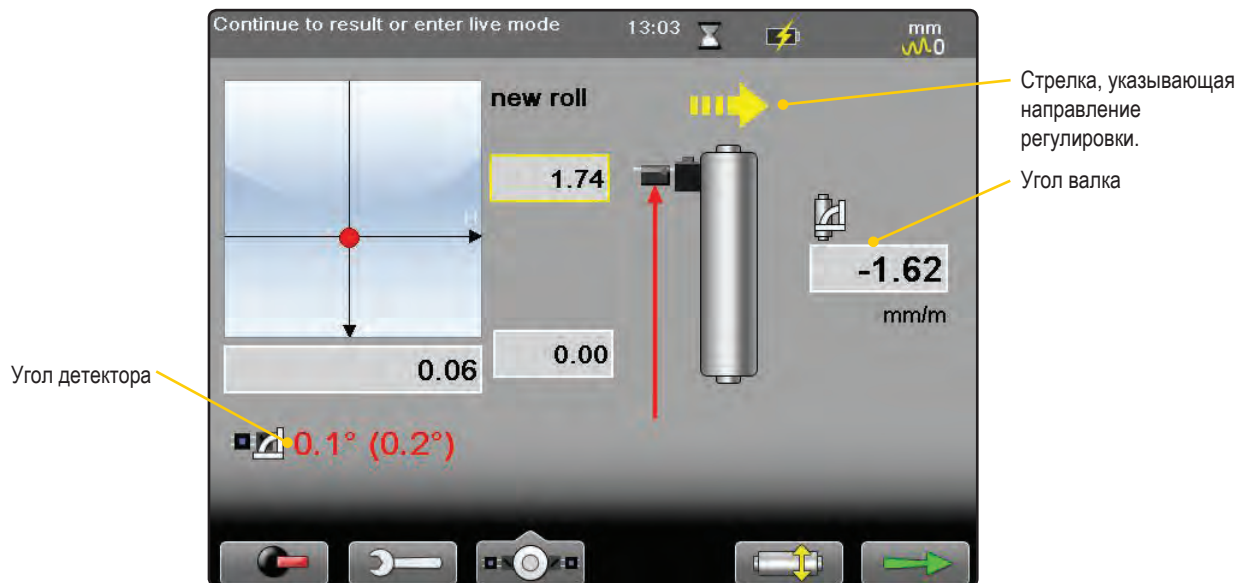 Continue to result or enter live mode 13:03 mm
0
new roll
1.74
H
-1.62
mm/m
0.06
0.00
0.1° (0.2°)
Стрелка, указывающая
направление
регулировки.
Угол валка
Угол детектора